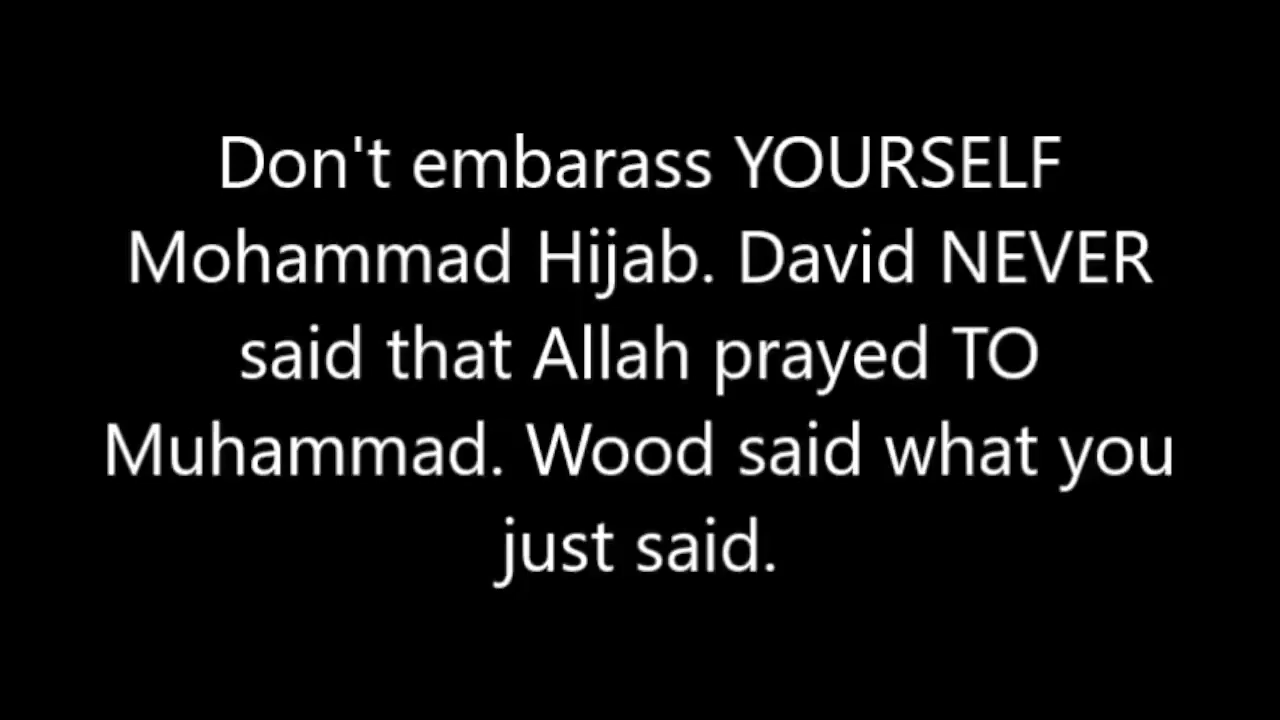 Don't embarass YOURSELF
Mohammad Hijab. David NEVER
said that Allah prayed TO
Muhammad. Wood said what you
just said.